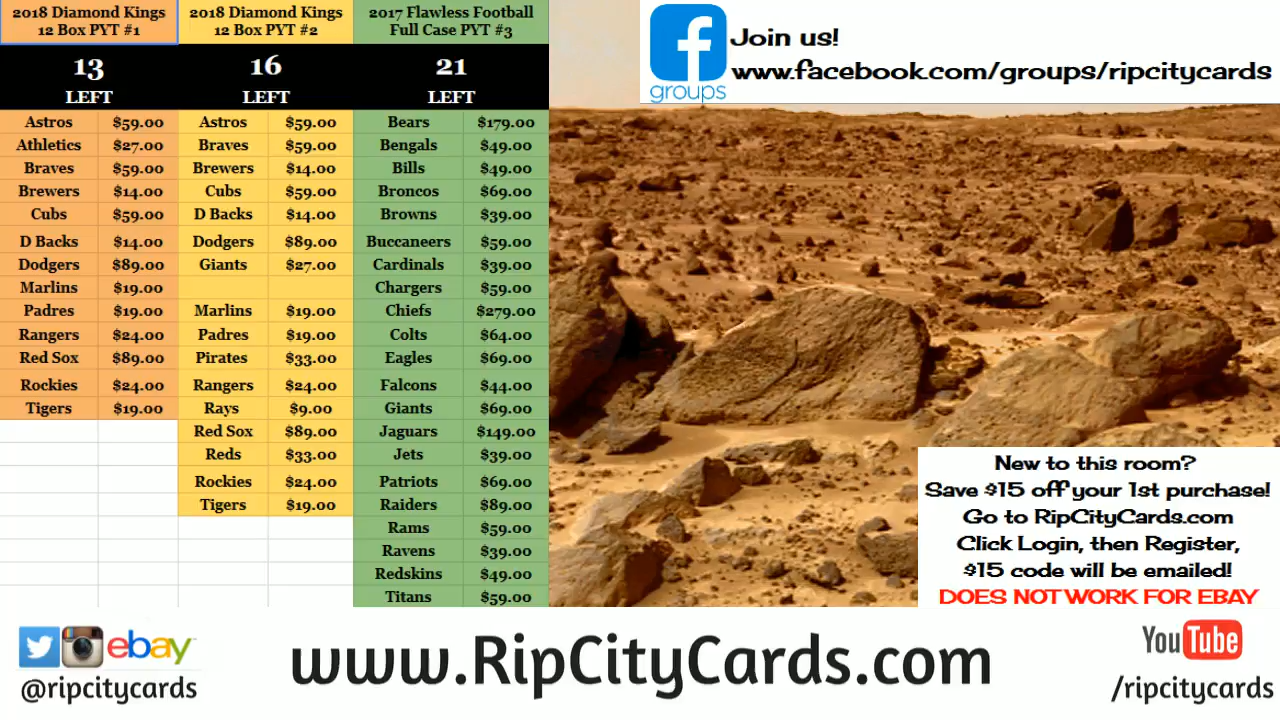 2018 Diamond Kings
12 Box PYT #1
13
LEFT
Astros $59.00
Athletics $27.00
Braves $59.00
Brewers $14.00
Cubs $59.00
D Backs $14.00
Dodgers $89.00
Marlins $19.00
Padres $19.00
Rangers $24.00
Red Sox $89.00
Rockies $24.00
Tigers $19.00
2018 Diamond Kings
12 Box PYT #2
16
LEFT
Astros $59.00
Braves $59.00
Brewers $14.00
Cubs $59.00
D Backs $14.00
Dodgers $89.00
Giants $27.00
Marlins $19.00
Padres $19.00
Pirates $33.00
Rangers $24.00
Rays $9.00
Red Sox $89.00
Reds $33.00
Rockies $24.00
Tigers $19.00
2017 Flawless Football
Full Case PYT #3
21
LEFT
Bears $179.00
Bengals $49.00
Bills $49.00
Broncos $69.00
Browns $39.00
Buccaneers $59.00
Cardinals $39.00
Chargers $59.00
Chiefs $279.00
Colts $64.00
Eagles $69.00
Falcons $44.00
Giants $69.00
Jaguars $149.00
Jets $39.00
Patriots $69.00
Raiders $89.00
Rams $59.00
Ravens $39.00
Redskins $49.00
Titans $59.00
f
groups
Join us!
www.facebook.com/groups/ripcitycards
New to this room?
Save $15 off your 1st purchase!
Go to RipCityCards.com
Click Login, then Register,
$15 code will be emailed!
DOES NOT WORK FOR EBAY
ebay
@ripcitycards
www.RipCityCards.com
YouTube
/ripcitycards